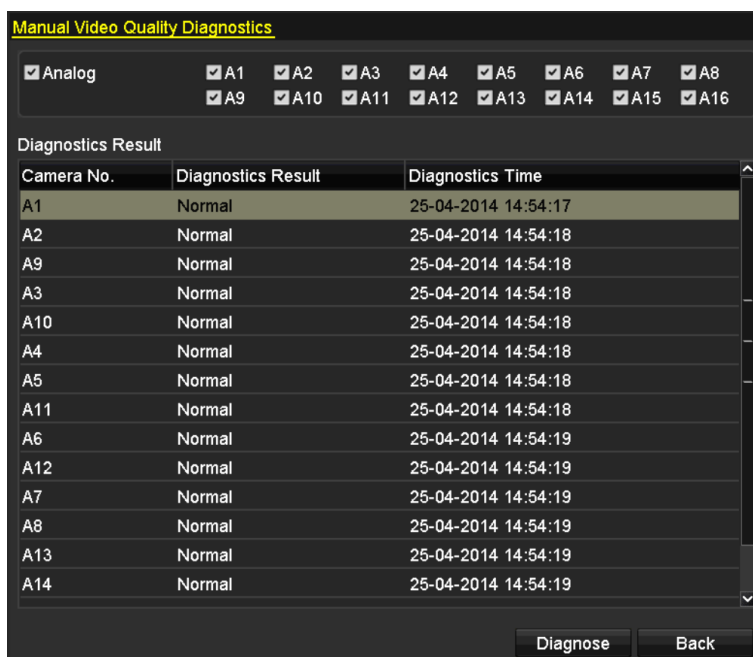 Manual Video Quality Diagnostics
Analog A1 A2 A3 A4 A5 A6 A7 A8
A9 A10 A11 A12 A13 A14 A15 A16
Diagnostics Result
Camera No. Diagnostics Result Diagnostics Time
A1 Normal 25-04-2014 14:54:17
A2 Normal 25-04-2014 14:54:18
A9 Normal 25-04-2014 14:54:18
A3 Normal 25-04-2014 14:54:18
A10 Normal 25-04-2014 14:54:18
A4 Normal 25-04-2014 14:54:18
A5 Normal 25-04-2014 14:54:18
A11 Normal 25-04-2014 14:54:18
A6 Normal 25-04-2014 14:54:19
A12 Normal 25-04-2014 14:54:19
A7 Normal 25-04-2014 14:54:19
A8 Normal 25-04-2014 14:54:19
A13 Normal 25-04-2014 14:54:19
A14 Normal 25-04-2014 14:54:19
Diagnose Back